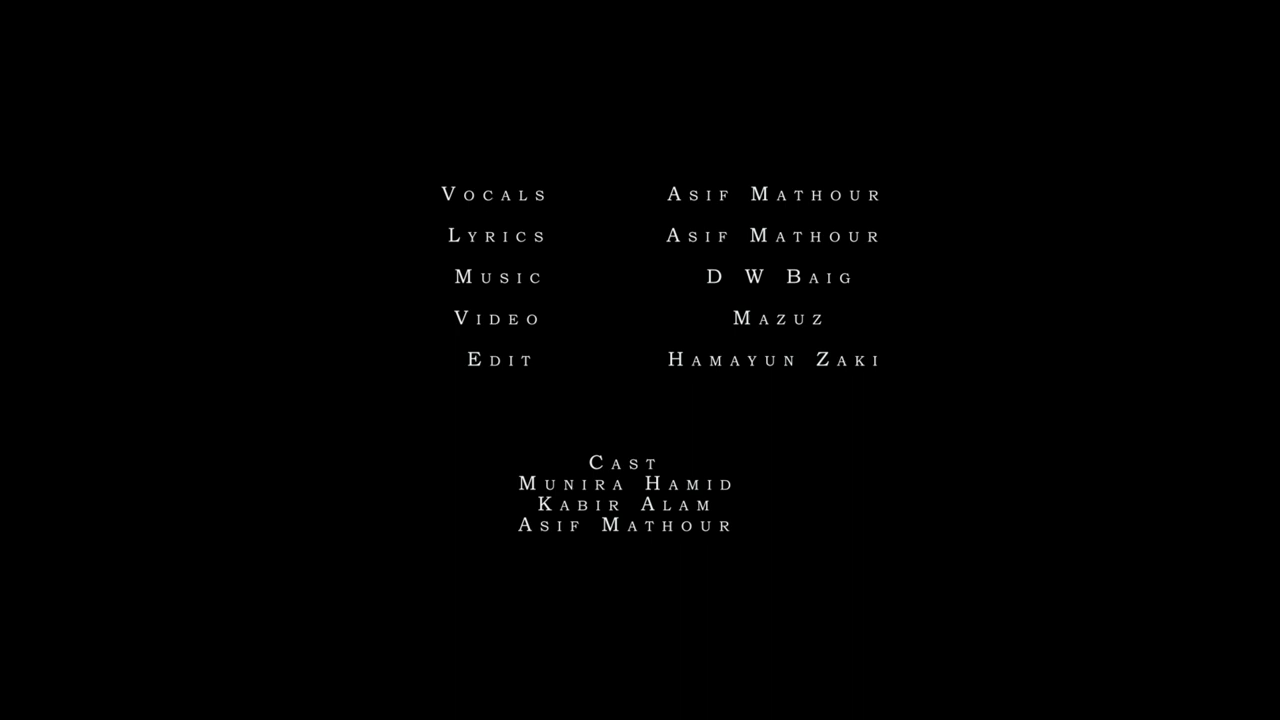 Vocals Asif Mathour
Lyrics Asif Mathour
Music D W Baig
Video Mazuz
Edit Hamayun Zaki
Cast
Munira Hamid
Kabir Alam
Asif Mathour